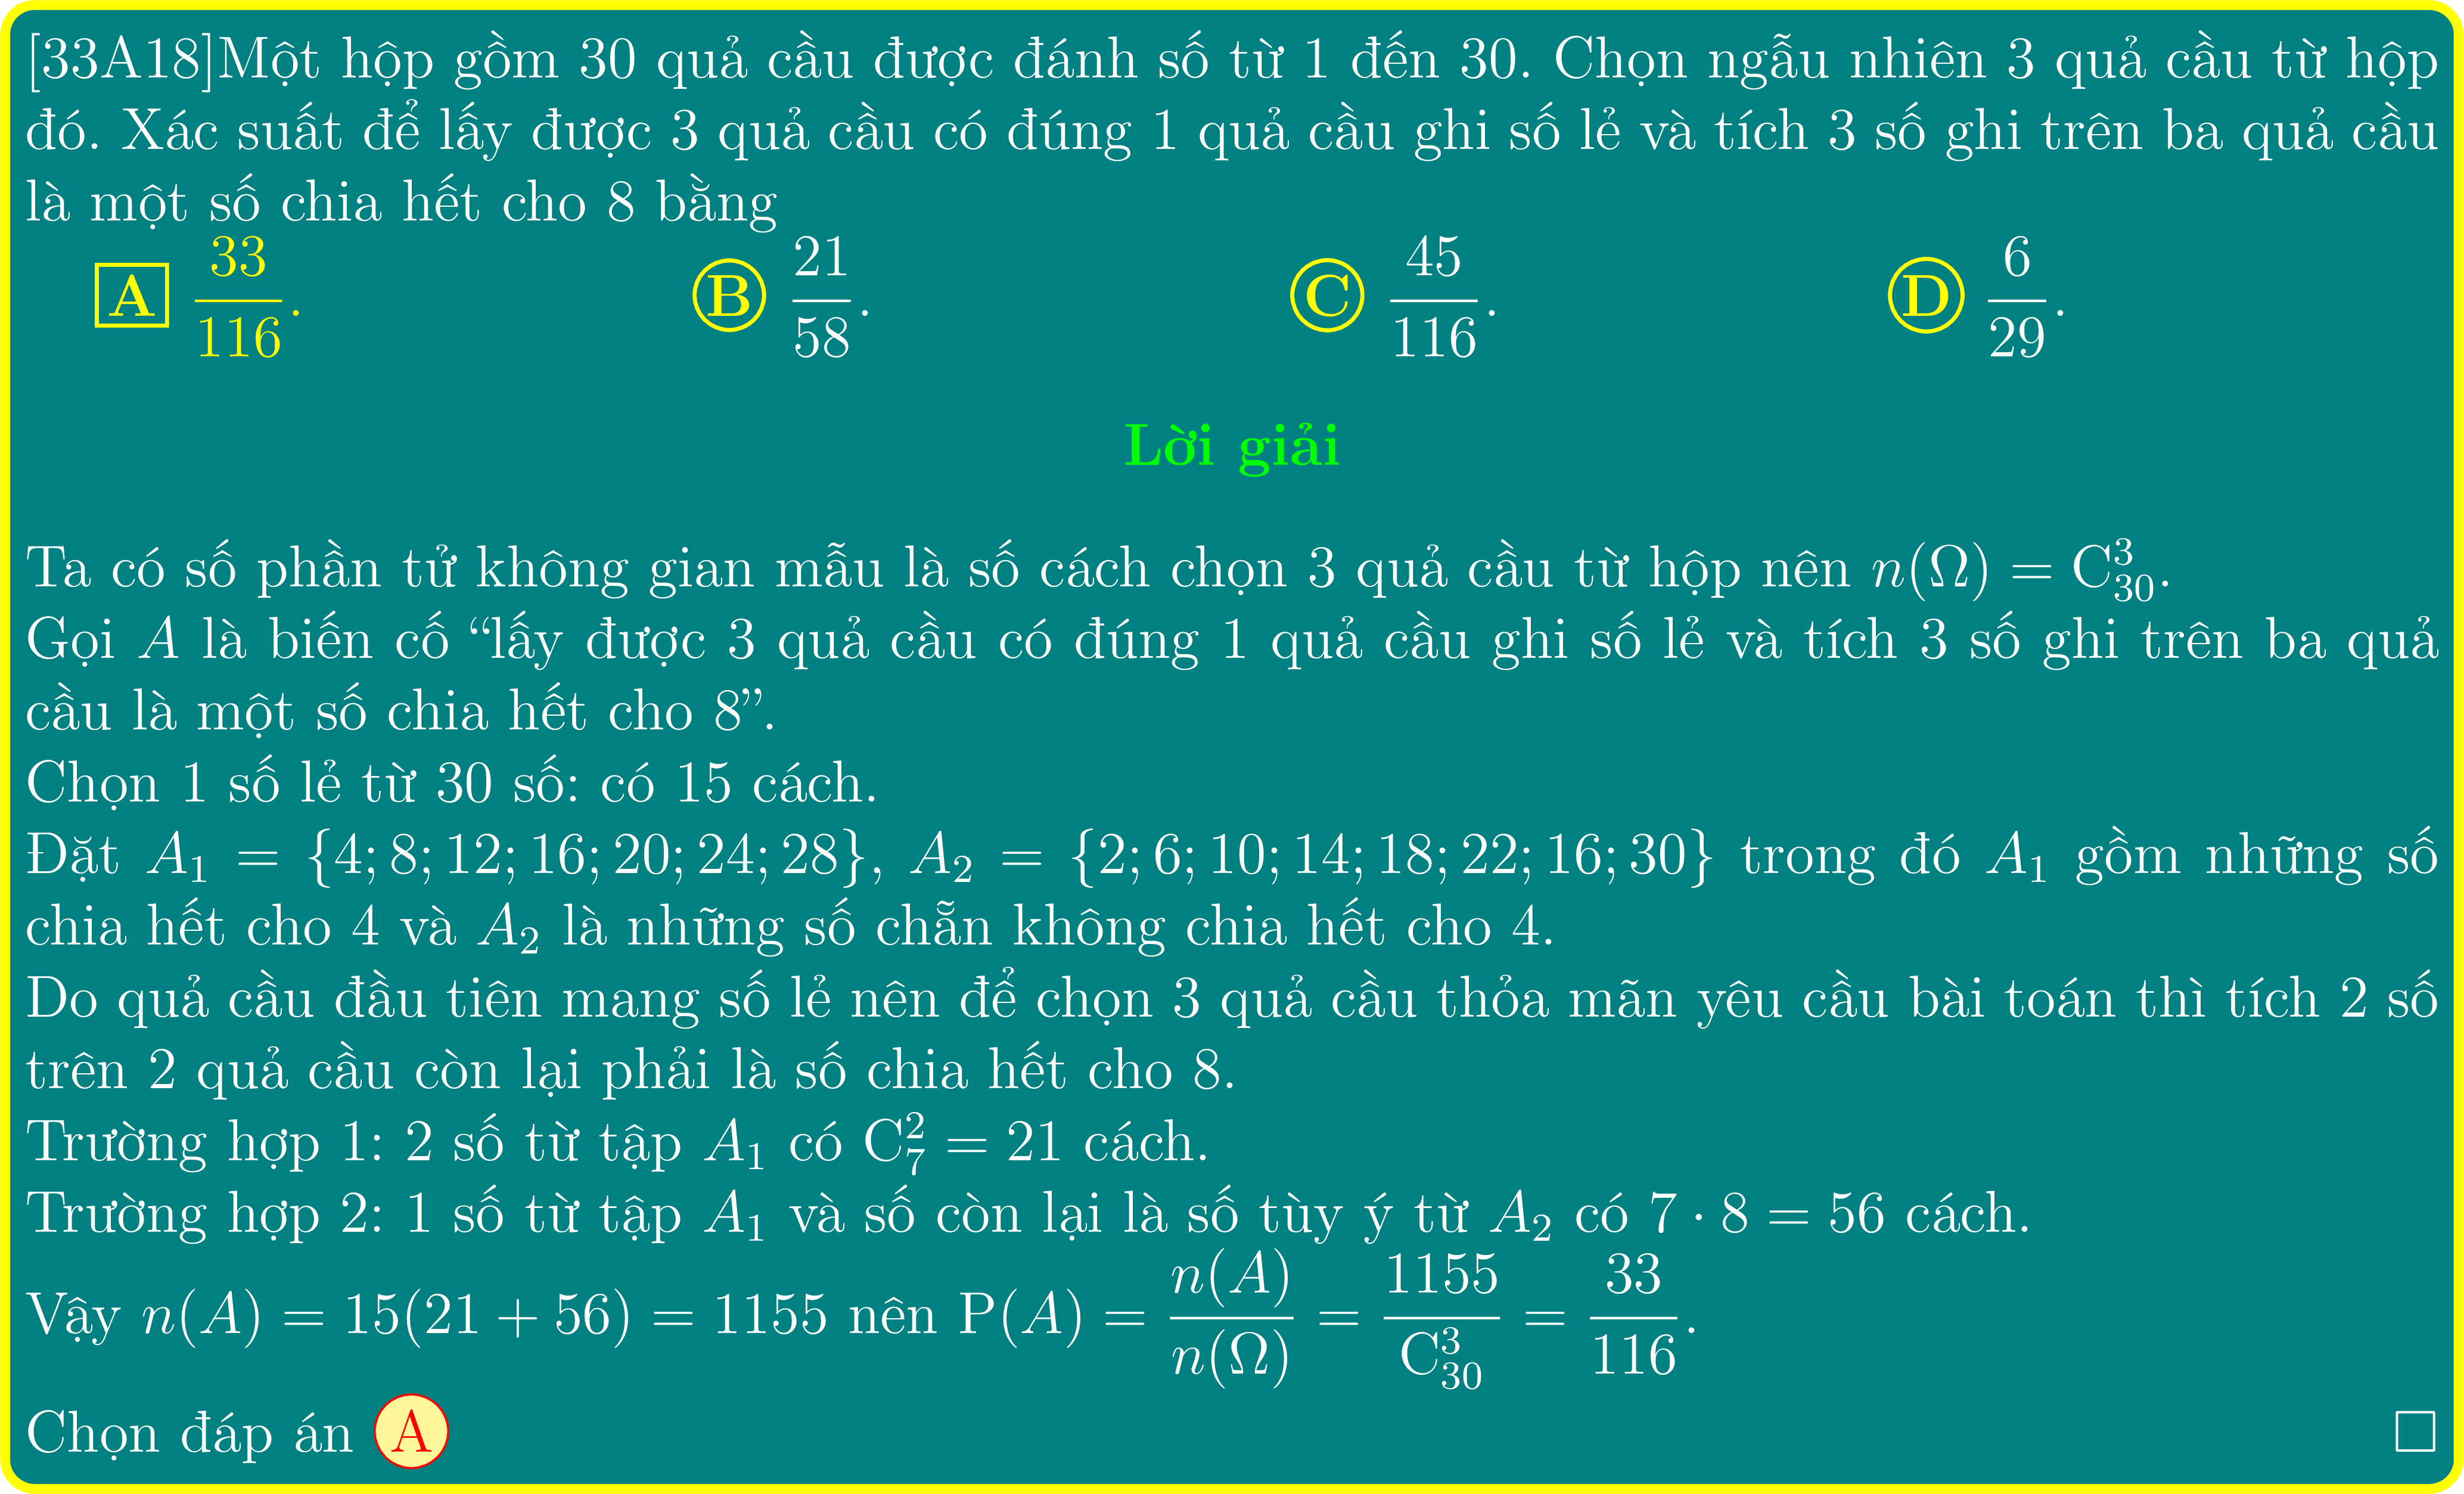 [33A18]Một hộp gồm 30 quả cầu được đánh số từ 1 đến 30. Chọn ngẫu nhiên 3 quả cầu từ hộp
đó. Xác suất để lấy được 3 quả cầu có đúng 1 quả cầu ghi số lẻ và tích 3 số ghi trên ba quả cầu
là một số chia hết cho 8 bằng
A $\frac{33}{116}$. B $\frac{21}{58}$. C $\frac{45}{116}$. D $\frac{6}{29}$.
Lời giải
Ta có số phần tử không gian mẫu là số cách chọn 3 quả cầu từ hộp nên $n(\Omega) = \mathrm{C}_{30}^{3}$.
Gọi $A$ là biến cố “lấy được 3 quả cầu có đúng 1 quả cầu ghi số lẻ và tích 3 số ghi trên ba quả
cầu là một số chia hết cho 8”.
Chọn 1 số lẻ từ 30 số: có 15 cách.
Đặt $A_1 = \{4; 8; 12; 16; 20; 24; 28\}$, $A_2 = \{2; 6; 10; 14; 18; 22; 16; 30\}$ trong đó $A_1$ gồm những số
chia hết cho 4 và $A_2$ là những số chẵn không chia hết cho 4.
Do quả cầu đầu tiên mang số lẻ nên để chọn 3 quả cầu thỏa mãn yêu cầu bài toán thì tích 2 số
trên 2 quả cầu còn lại phải là số chia hết cho 8.
Trường hợp 1: 2 số từ tập $A_1$ có $\mathrm{C}_{7}^{2} = 21$ cách.
Trường hợp 2: 1 số từ tập $A_1$ và số còn lại là số tùy ý từ $A_2$ có $7 \cdot 8 = 56$ cách.
Vậy $n(A) = 15(21 + 56) = 1155$ nên $\mathrm{P}(A) = \frac{n(A)}{n(\Omega)} = \frac{1155}{\mathrm{C}_{30}^{3}} = \frac{33}{116}$.
Chọn đáp án A □